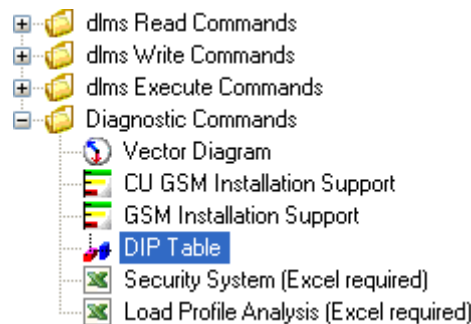 dlms Read Commands
dlms Write Commands
dlms Execute Commands
Diagnostic Commands
Vector Diagram
CU GSM Installation Support
GSM Installation Support
DIP Table
Security System (Excel required)
Load Profile Analysis (Excel required)